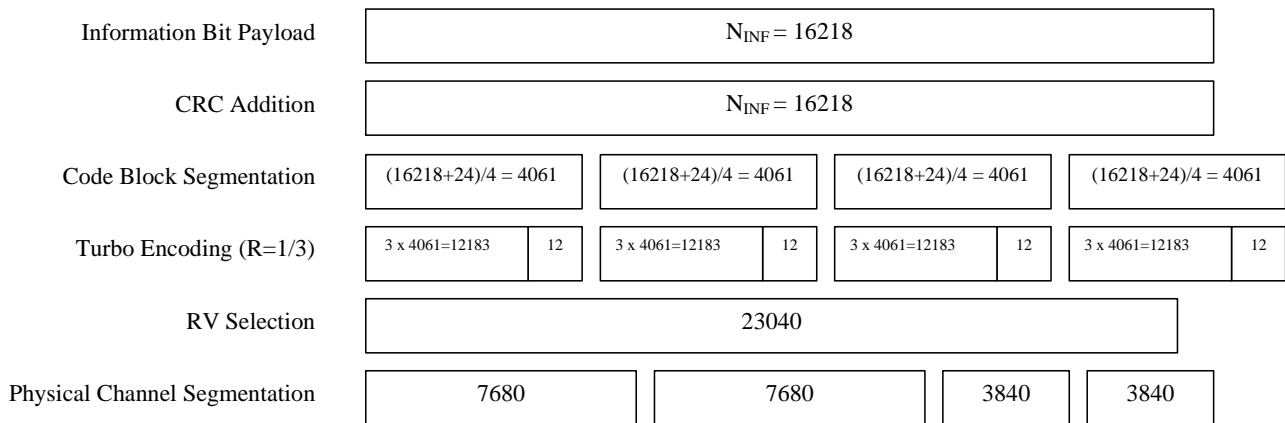 Information Bit Payload N_INF = 16218
CRC Addition N_INF = 16218
Code Block Segmentation (16218+24)/4 = 4061 (16218+24)/4 = 4061 (16218+24)/4 = 4061 (16218+24)/4 = 4061
Turbo Encoding (R=1/3) 3 x 4061=12183 12 3 x 4061=12183 12 3 x 4061=12183 12 3 x 4061=12183 12
RV Selection 23040
Physical Channel Segmentation 7680 7680 3840 3840